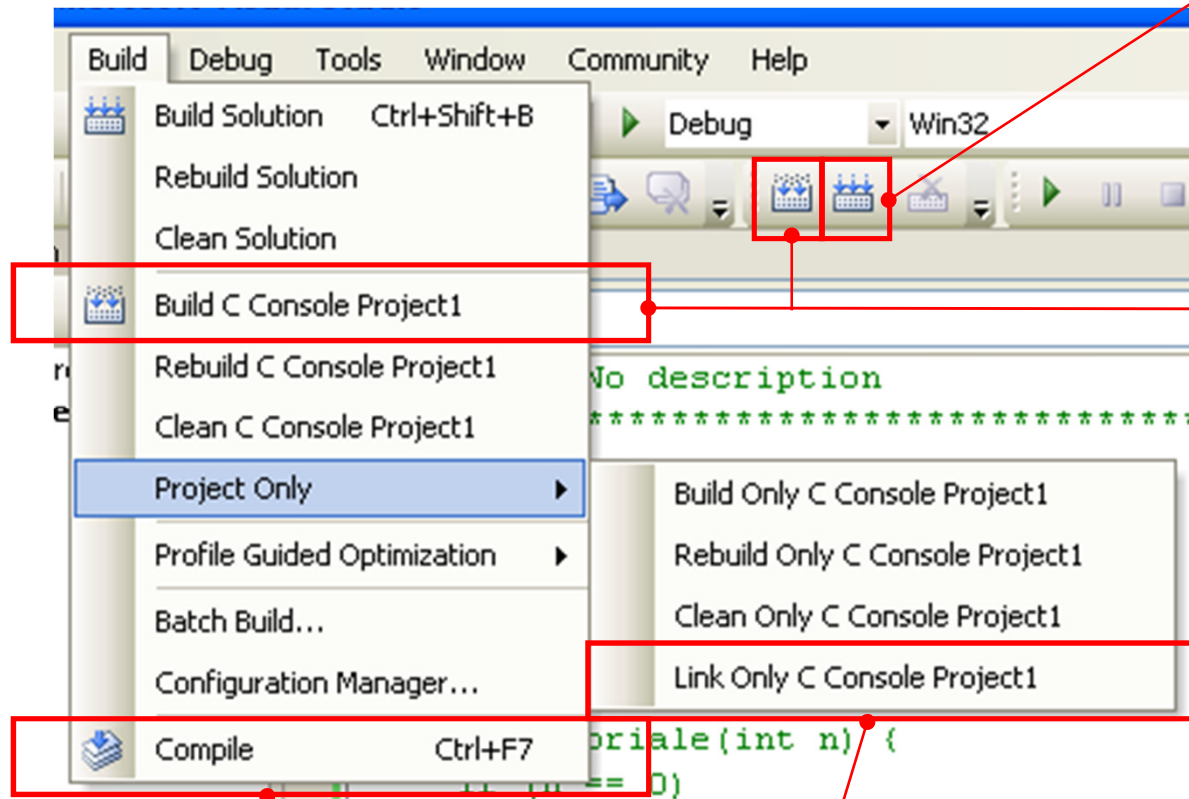 Build Debug Tools Window Community Help
Build Solution Ctrl+Shift+B
Debug Win32
Rebuild Solution
Clean Solution
Build C Console Project1
Rebuild C Console Project1
No description
Clean C Console Project1
*****************************
Project Only
Build Only C Console Project1
Profile Guided Optimization
Rebuild Only C Console Project1
Batch Build...
Clean Only C Console Project1
Configuration Manager...
Link Only C Console Project1
Compile Ctrl+F7
oriale(int n) {
== 0)